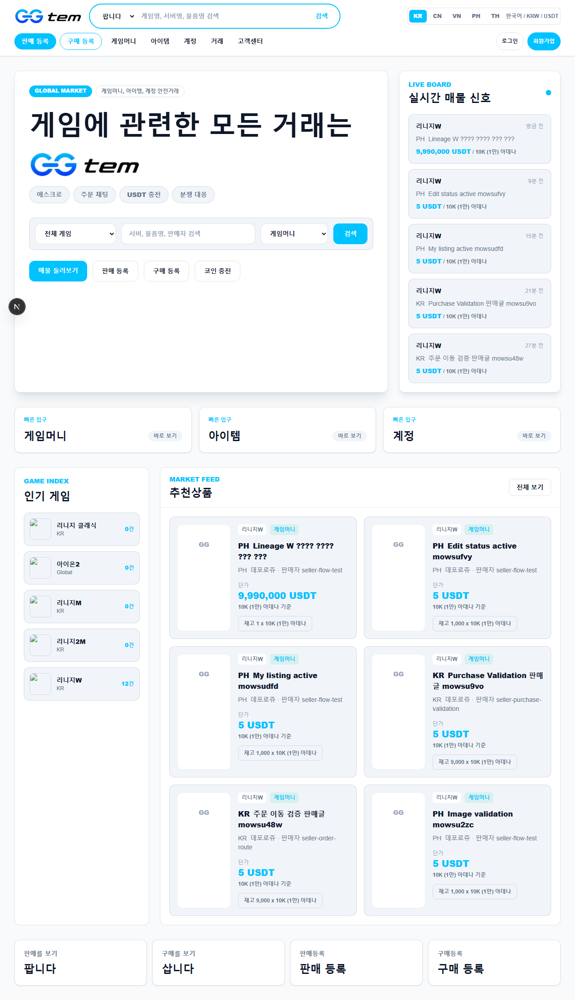 GG tem
팝니다
게임명, 서버명, 물품명 검색
검색
KR CN VN PH TH 한국어 / KRW / USDT
판매 등록
구매 등록
게임머니
아이템
계정
거래
고객센터
로그인
회원가입
GLOBAL MARKET
게임머니, 아이템, 계정 안전거래
게임에 관련한 모든 거래는
GG tem
에스크로
주문 채팅
USDT 충전
분쟁 대응
전체 게임
서버, 물품명, 판매자 검색
게임머니
검색
매물 둘러보기
판매 등록
구매 등록
코인 충전
N
LIVE BOARD
실시간 매물 신호
리니지W
방금 전
PH Lineage W ???? ???? ??? ???
9,990,000 USDT / 10K (1만) 아데나
리니지W
9분 전
PH Edit status active mowsufvy
5 USDT / 10K (1만) 아데나
리니지W
15분 전
PH My listing active mowsudfd
5 USDT / 10K (1만) 아데나
리니지W
21분 전
KR Purchase Validation 판매글 mowsu9vo
5 USDT / 10K (1만) 아데나
리니지W
27분 전
KR 주문 이동 검증 판매글 mowsu48w
5 USDT / 10K (1만) 아데나
빠른 입구
게임머니
바로 보기
빠른 입구
아이템
바로 보기
빠른 입구
계정
바로 보기
GAME INDEX
인기 게임
리니지 클래식
KR
0건
아이온2
Global
0건
리니지M
KR
0건
리니지2M
KR
0건
리니지W
KR
12건
MARKET FEED
추천상품
전체 보기
GG
리니지W
게임머니
PH Lineage W ???? ????
??? ???
PH 데포로쥬 · 판매자 seller-flow-test
단가
9,990,000 USDT
10K (1만) 아데나 기준
재고 1 x 10K (1만) 아데나
GG
리니지W
게임머니
PH Edit status active
mowsufvy
PH 데포로쥬 · 판매자 seller-flow-test
단가
5 USDT
10K (1만) 아데나 기준
재고 1,000 x 10K (1만) 아데나
GG
리니지W
게임머니
PH My listing active
mowsudfd
PH 데포로쥬 · 판매자 seller-flow-test
단가
5 USDT
10K (1만) 아데나 기준
재고 1,000 x 10K (1만) 아데나
GG
리니지W
게임머니
KR Purchase Validation 판매
글 mowsu9vo
KR 데포로쥬 · 판매자 seller-purchase-
validation
단가
5 USDT
10K (1만) 아데나 기준
재고 9,000 x 10K (1만) 아데나
GG
리니지W
게임머니
KR 주문 이동 검증 판매글
mowsu48w
KR 데포로쥬 · 판매자 seller-order-
route
단가
5 USDT
10K (1만) 아데나 기준
재고 9,000 x 10K (1만) 아데나
GG
리니지W
게임머니
PH Image validation
mowsu2zc
PH 데포로쥬 · 판매자 seller-flow-test
단가
5 USDT
10K (1만) 아데나 기준
재고 1,000 x 10K (1만) 아데나
판매를 보기
팝니다
구매를 보기
삽니다
판매등록
판매 등록
구매등록
구매 등록